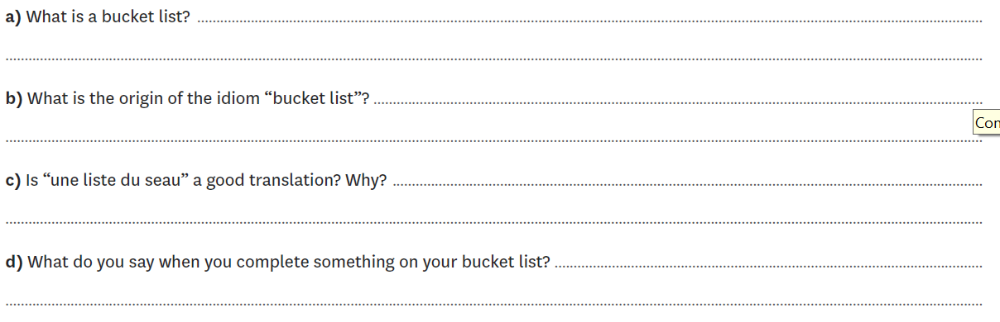 a) What is a bucket list? ................................................................
................................................................
b) What is the origin of the idiom “bucket list”? ................................................................
Con
................................................................
c) Is “une liste du seau” a good translation? Why? ................................................................
................................................................
d) What do you say when you complete something on your bucket list? ................................................................
................................................................